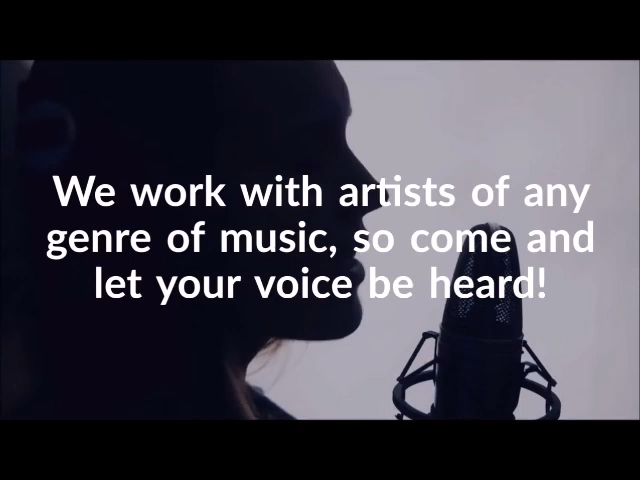 We work with artists of any
genre of music, so come and
let your voice be heard!